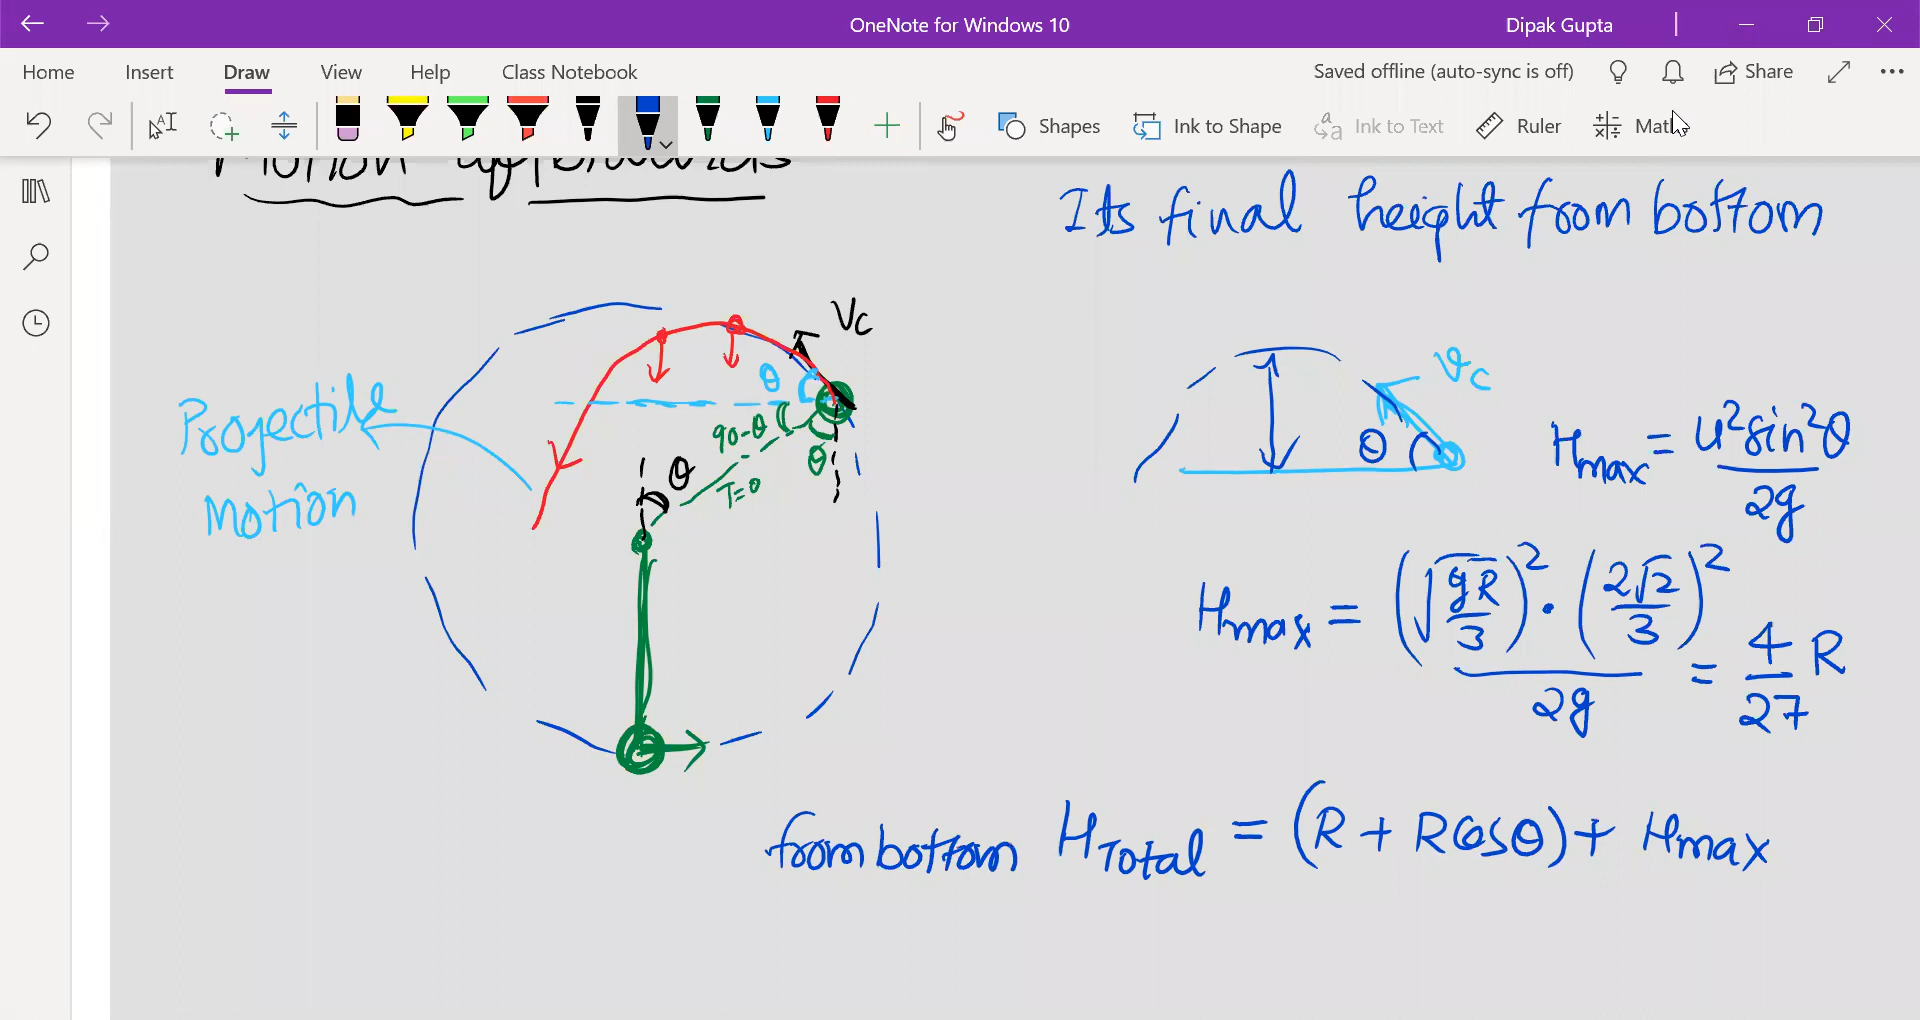 OneNote for Windows 10
Dipak Gupta
Home Insert Draw View Help Class Notebook
Saved offline (auto-sync is off) Share
Shapes Ink to Shape Ink to Text Ruler Math
Motion afterwards
Its final height from bottom
Vc
θ
90-θ
θ
θ
T=0
Projectile
Motion
vc
θ
Hmax = u²sin²θ / 2g
Hmax = (√(gR/3))² · (2√2/3)² / 2g = 4/27 R
from bottom HTotal = (R + R cosθ) + Hmax